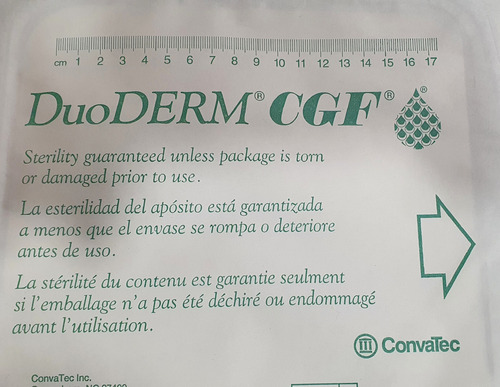 cm 1 2 3 4 5 6 7 8 9 10 11 12 13 14 15 16 17
DuoDERM® CGF®
Sterility guaranteed unless package is torn
or damaged prior to use.
La esterilidad del apósito está garantizada
a menos que el envase se rompa o deteriore
antes de uso.
La stérilité du contenu est garantie seulment
si l'emballage n'a pas été déchiré ou endommagé
avant l'utilisation.
ConvaTec
ConvaTec Inc.